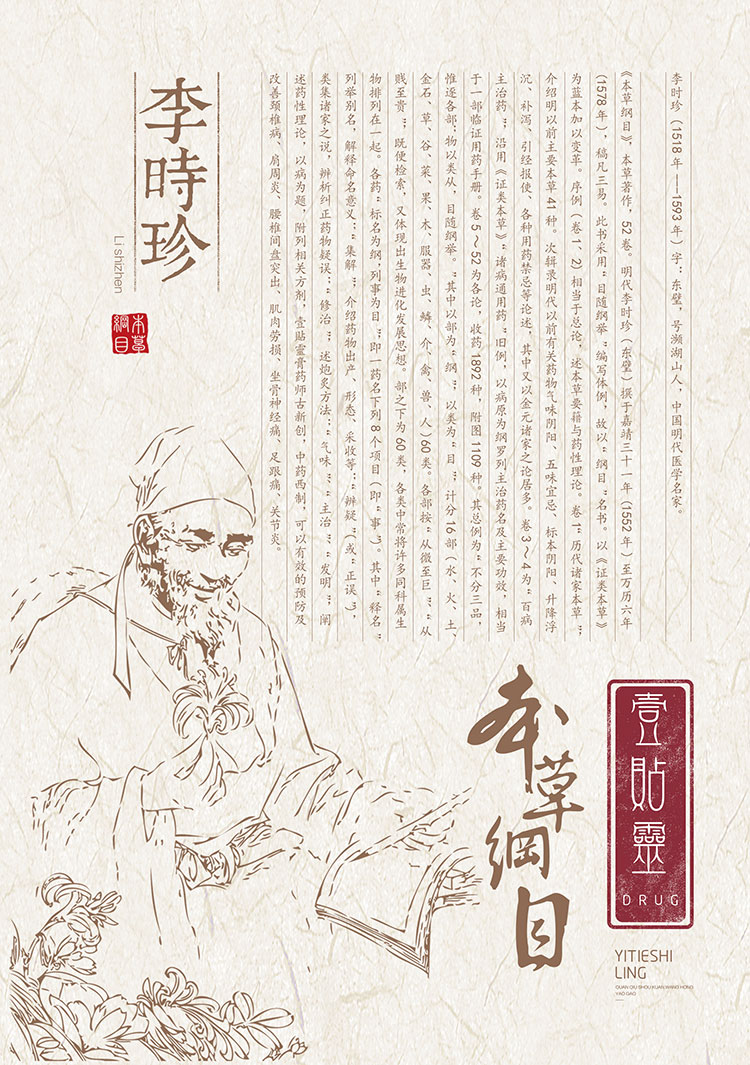 李时珍（1518年——1593年）字：东壁，号濒湖山人，中国明代医学名家。
《本草纲目》，本草著作，52卷。明代李时珍（东璧）撰于嘉靖三十一年（1552年）至万历六年
（1578年），稿凡三易。此书采用“目随纲举”编写体例，故以“纲目”名书。以《证类本草》
为蓝本加以变革。序例（卷1、2）相当于总论，述本草要籍与药性理论。卷1“历代诸家本草”，
介绍明以前主要本草41种。次辑录明代以前有关药物气味阴阳、五味宜忌、标本阴阳、升降浮
沉、补泻、引经报使、各种用药禁忌等论述，其中又以金元诸家之论居多。卷3～4为“百病
主治药”，沿用《证类本草》“诸病通用药”旧例，以病原为纲罗列主治药名及主要功效，相当
于一部临证用药手册。卷5～52为各论，收药1892种，附图1109种。其总例为“不分三品，
惟逐各部；物以类从，目随纲举。”其中以部为“纲”，以类为“目”，计分16部（水、火、土、
金石、草、谷、菜、果、木、服器、虫、鳞、介、禽、兽、人）60类。各部按“从微至巨”，“从
贱至贵”，既便检索，又体现出生物进化发展思想。部之下为60类，各类中常将许多同科属生
物排列在一起。各药“标名为纲，列事为目”，即一药名下列8个项目（即“事”）。其中“释名”
列举别名，解释命名意义；“集解”，介绍药物出产、形态、采收等；“辨疑”（或“正误”），
类集诸家之说，辨析纠正药物疑误；“修治”，述炮炙方法；“气味”“主治”“发明”，阐
述药性理论，以病为题，附列相关方剂，壹贴灵膏药师古新创，中药西制，可以有效的预防及
改善颈椎病、肩周炎、腰椎间盘突出、肌肉劳损、坐骨神经痛、足跟痛、关节炎。
李時珍
Li shizhen
本草
綱目
本草綱目
壹貼靈
DRUG
YITIESHI
LING
QUAN QIU SHOU KUAN WANG HONG
YAO GAO